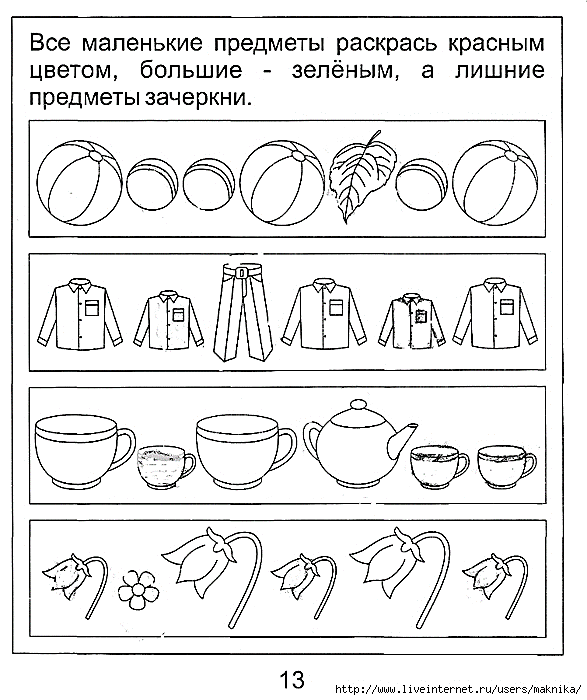 Все маленькие предметы раскрась красным
цветом, большие - зелёным, а лишние
предметы зачеркни.
13
http://www.liveinternet.ru/users/maknika/